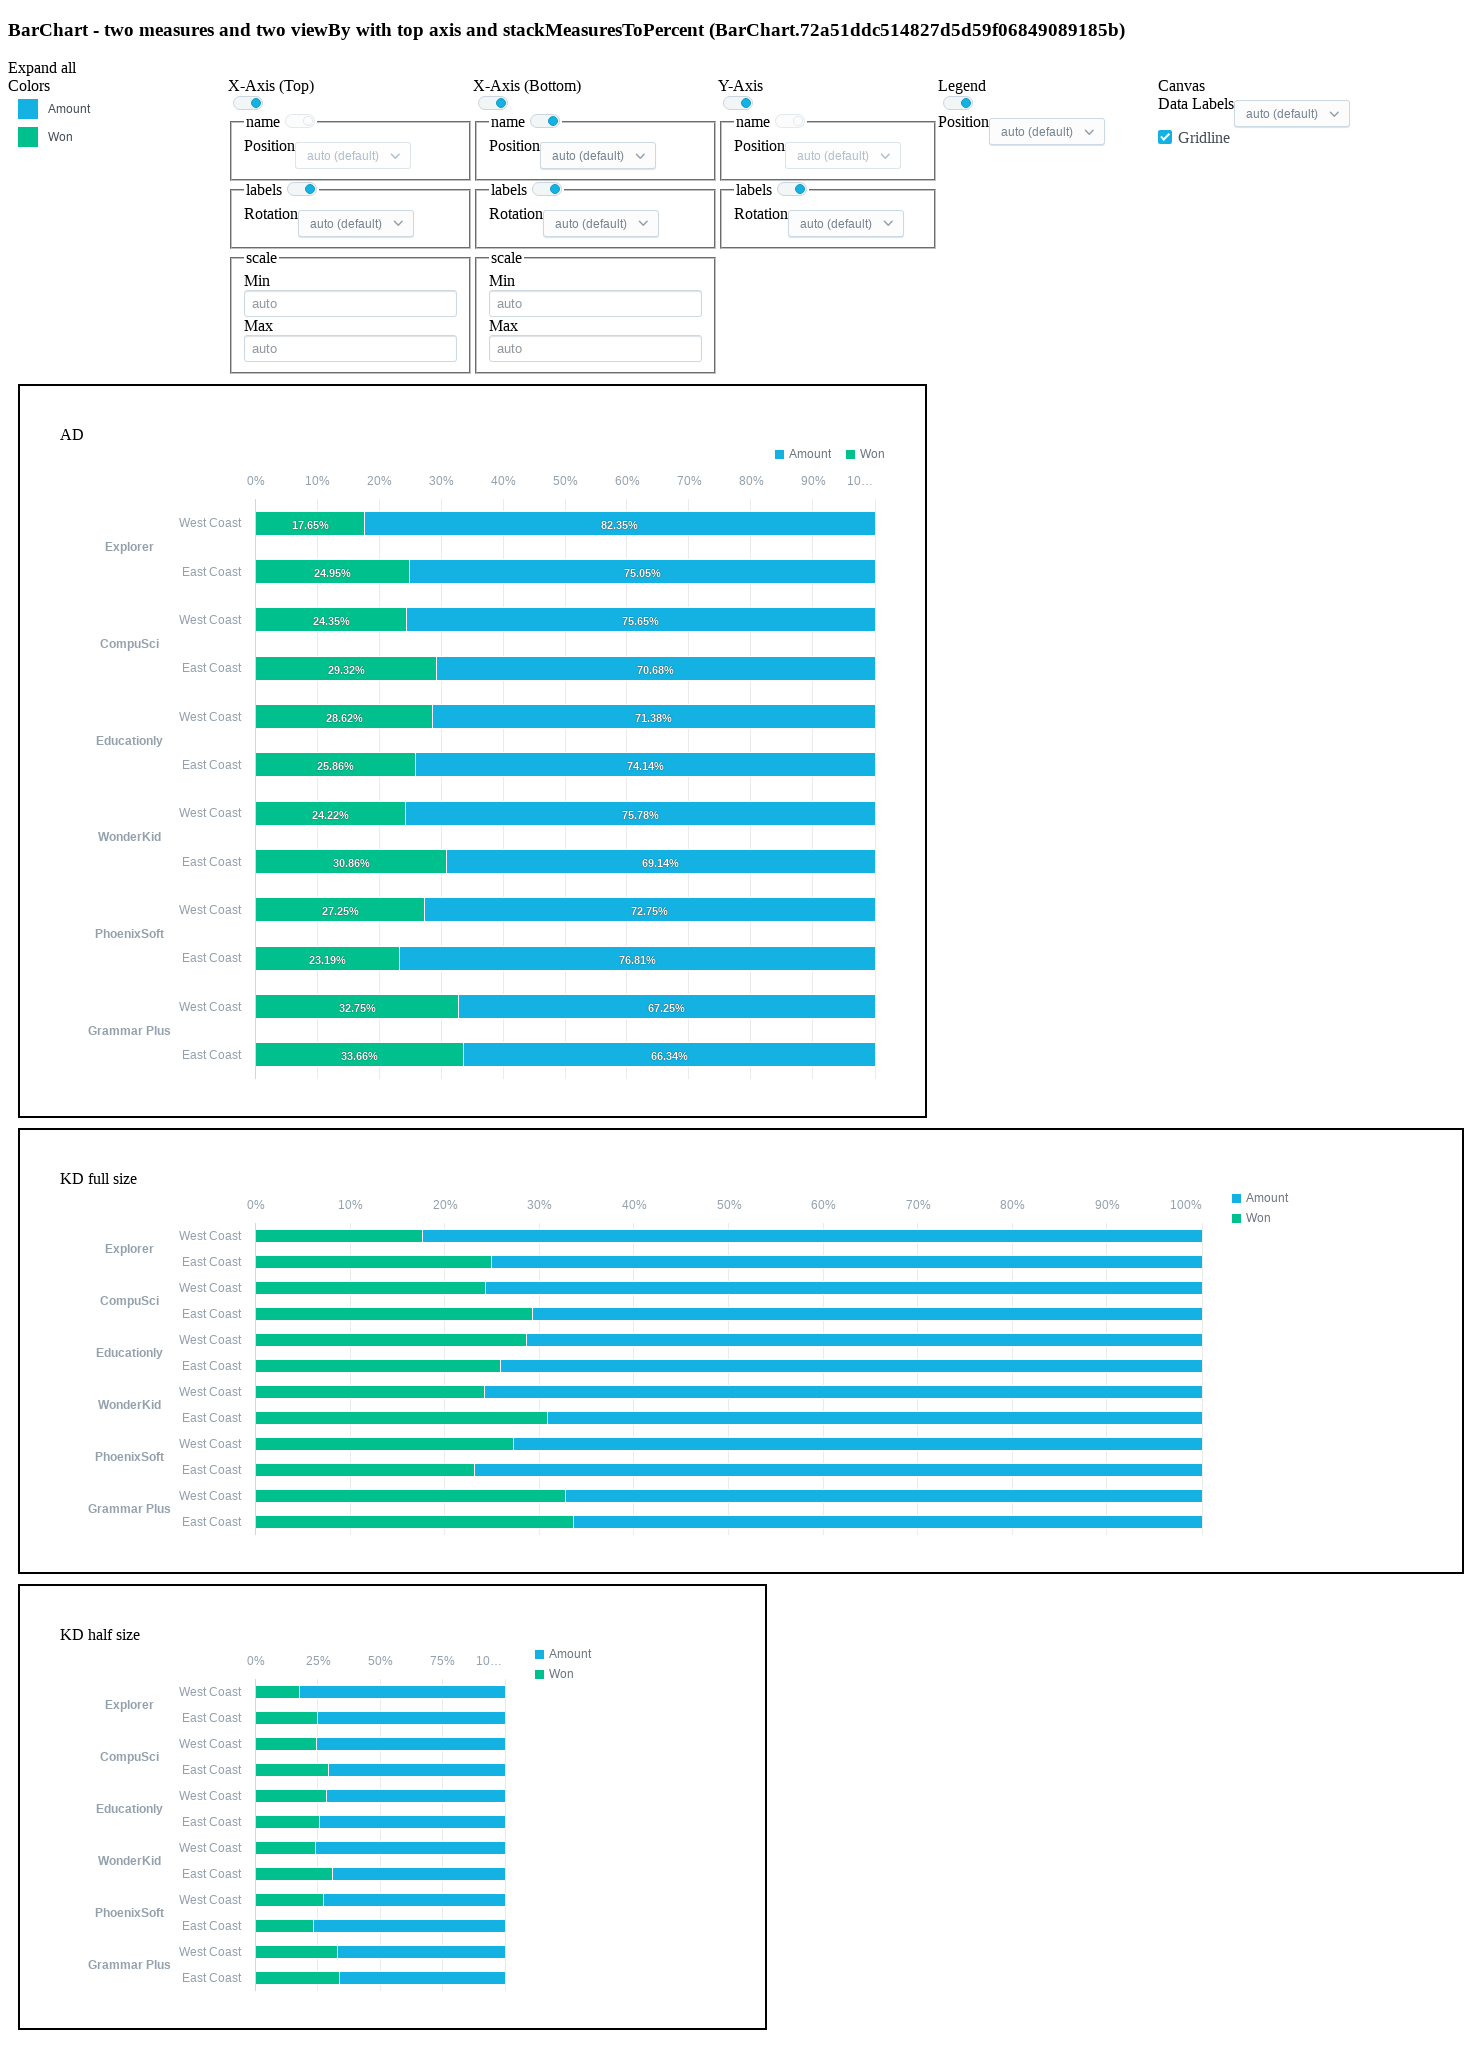 BarChart - two measures and two viewBy with top axis and stackMeasuresToPercent (BarChart.72a51ddc514827d5d59f06849089185b)
Expand all
Colors
Amount
Won
X-Axis (Top)
name
Position auto (default)
labels
Rotation auto (default)
scale
Min
auto
Max
auto
X-Axis (Bottom)
name
Position auto (default)
labels
Rotation auto (default)
scale
Min
auto
Max
auto
Y-Axis
name
Position auto (default)
labels
Rotation auto (default)
Legend
Position auto (default)
Canvas
Data Labels auto (default)
Gridline
AD
Amount Won
0% 10% 20% 30% 40% 50% 60% 70% 80% 90% 10…
Explorer
West Coast 17.65% 82.35%
East Coast 24.95% 75.05%
CompuSci
West Coast 24.35% 75.65%
East Coast 29.32% 70.68%
Educationly
West Coast 28.62% 71.38%
East Coast 25.86% 74.14%
WonderKid
West Coast 24.22% 75.78%
East Coast 30.86% 69.14%
PhoenixSoft
West Coast 27.25% 72.75%
East Coast 23.19% 76.81%
Grammar Plus
West Coast 32.75% 67.25%
East Coast 33.66% 66.34%
KD full size
0% 10% 20% 30% 40% 50% 60% 70% 80% 90% 100%
Amount
Won
Explorer
West Coast
East Coast
CompuSci
West Coast
East Coast
Educationly
West Coast
East Coast
WonderKid
West Coast
East Coast
PhoenixSoft
West Coast
East Coast
Grammar Plus
West Coast
East Coast
KD half size
0% 25% 50% 75% 10…
Amount
Won
Explorer
West Coast
East Coast
CompuSci
West Coast
East Coast
Educationly
West Coast
East Coast
WonderKid
West Coast
East Coast
PhoenixSoft
West Coast
East Coast
Grammar Plus
West Coast
East Coast